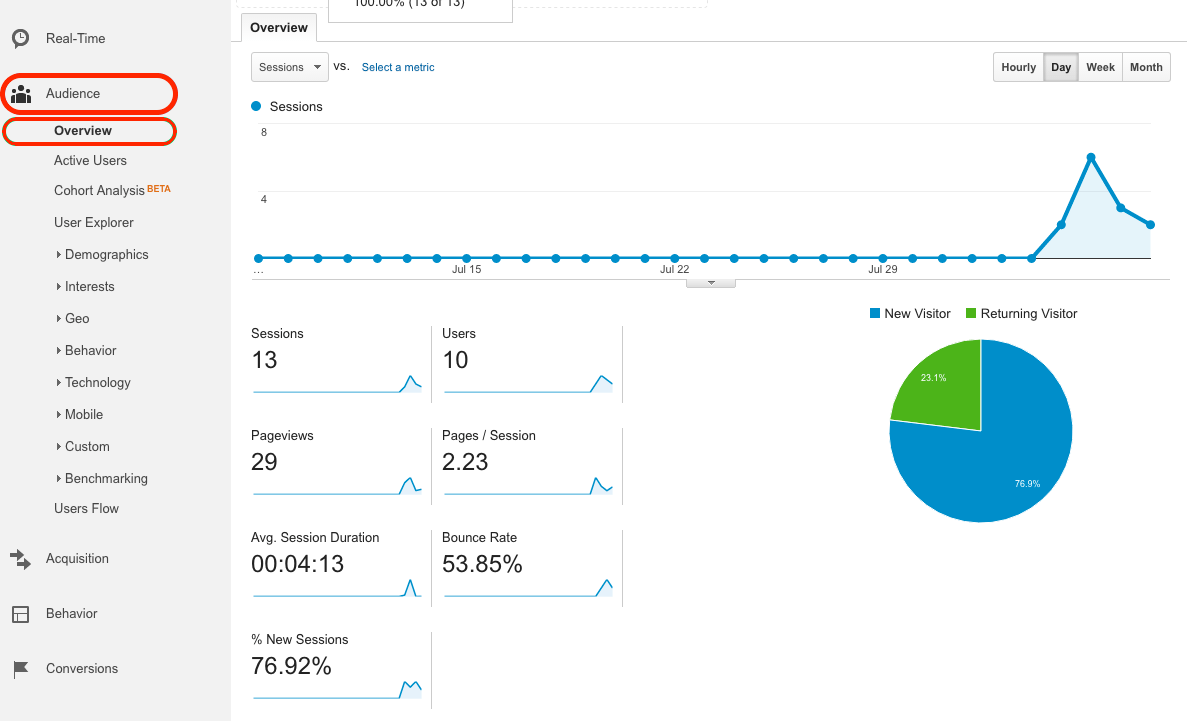 100.00% (13 of 13)
Real-Time
Audience
Overview
Active Users
Cohort Analysis BETA
User Explorer
Demographics
Interests
Geo
Behavior
Technology
Mobile
Custom
Benchmarking
Users Flow
Acquisition
Behavior
Conversions
Overview
Sessions vs. Select a metric
Hourly Day Week Month
Sessions
8
4
... Jul 15 Jul 22 Jul 29
New Visitor Returning Visitor
23.1%
76.9%
Sessions
13
Users
10
Pageviews
29
Pages / Session
2.23
Avg. Session Duration
00:04:13
Bounce Rate
53.85%
% New Sessions
76.92%